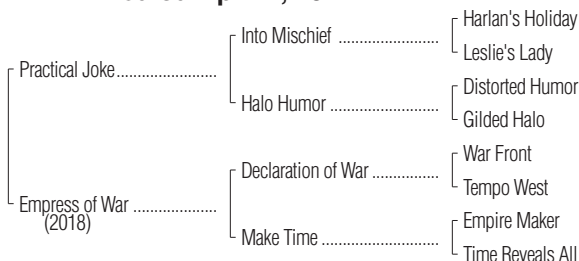 Harlan's Holiday
Into Mischief ........................
Leslie's Lady
Practical Joke........................
Distorted Humor
Halo Humor ..........................
Gilded Halo
War Front
Declaration of War ................
Tempo West
Empress of War ....................
(2018)
Empire Maker
Make Time ............................
Time Reveals All